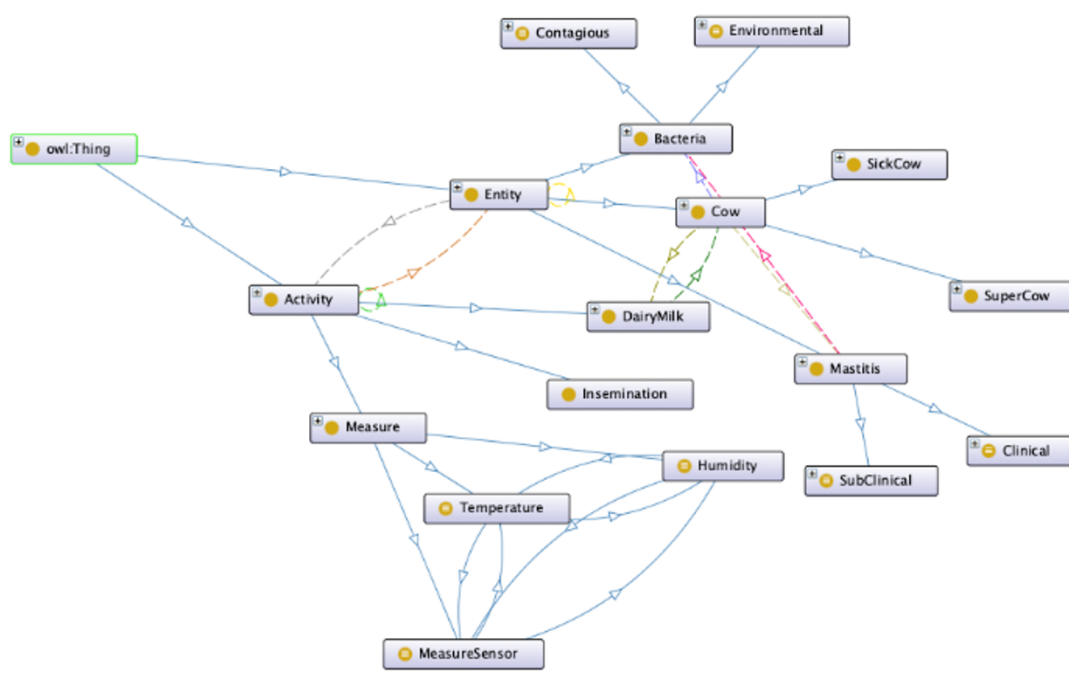 Contagious
Environmental
owl:Thing
Bacteria
SickCow
Entity
Cow
Activity
DairyMilk
SuperCow
Mastitis
Insemination
Measure
Clinical
Humidity
SubClinical
Temperature
MeasureSensor